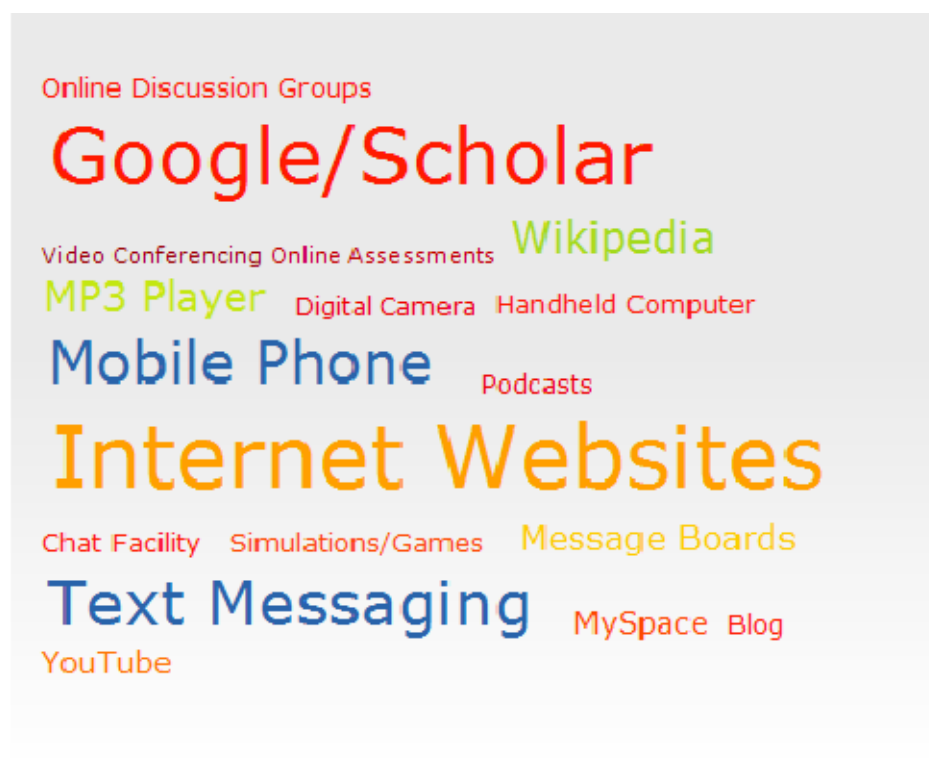 Online Discussion Groups
Google/Scholar
Video Conferencing Online Assessments Wikipedia
MP3 Player Digital Camera Handheld Computer
Mobile Phone Podcasts
Internet Websites
Chat Facility Simulations/Games Message Boards
Text Messaging MySpace Blog
YouTube